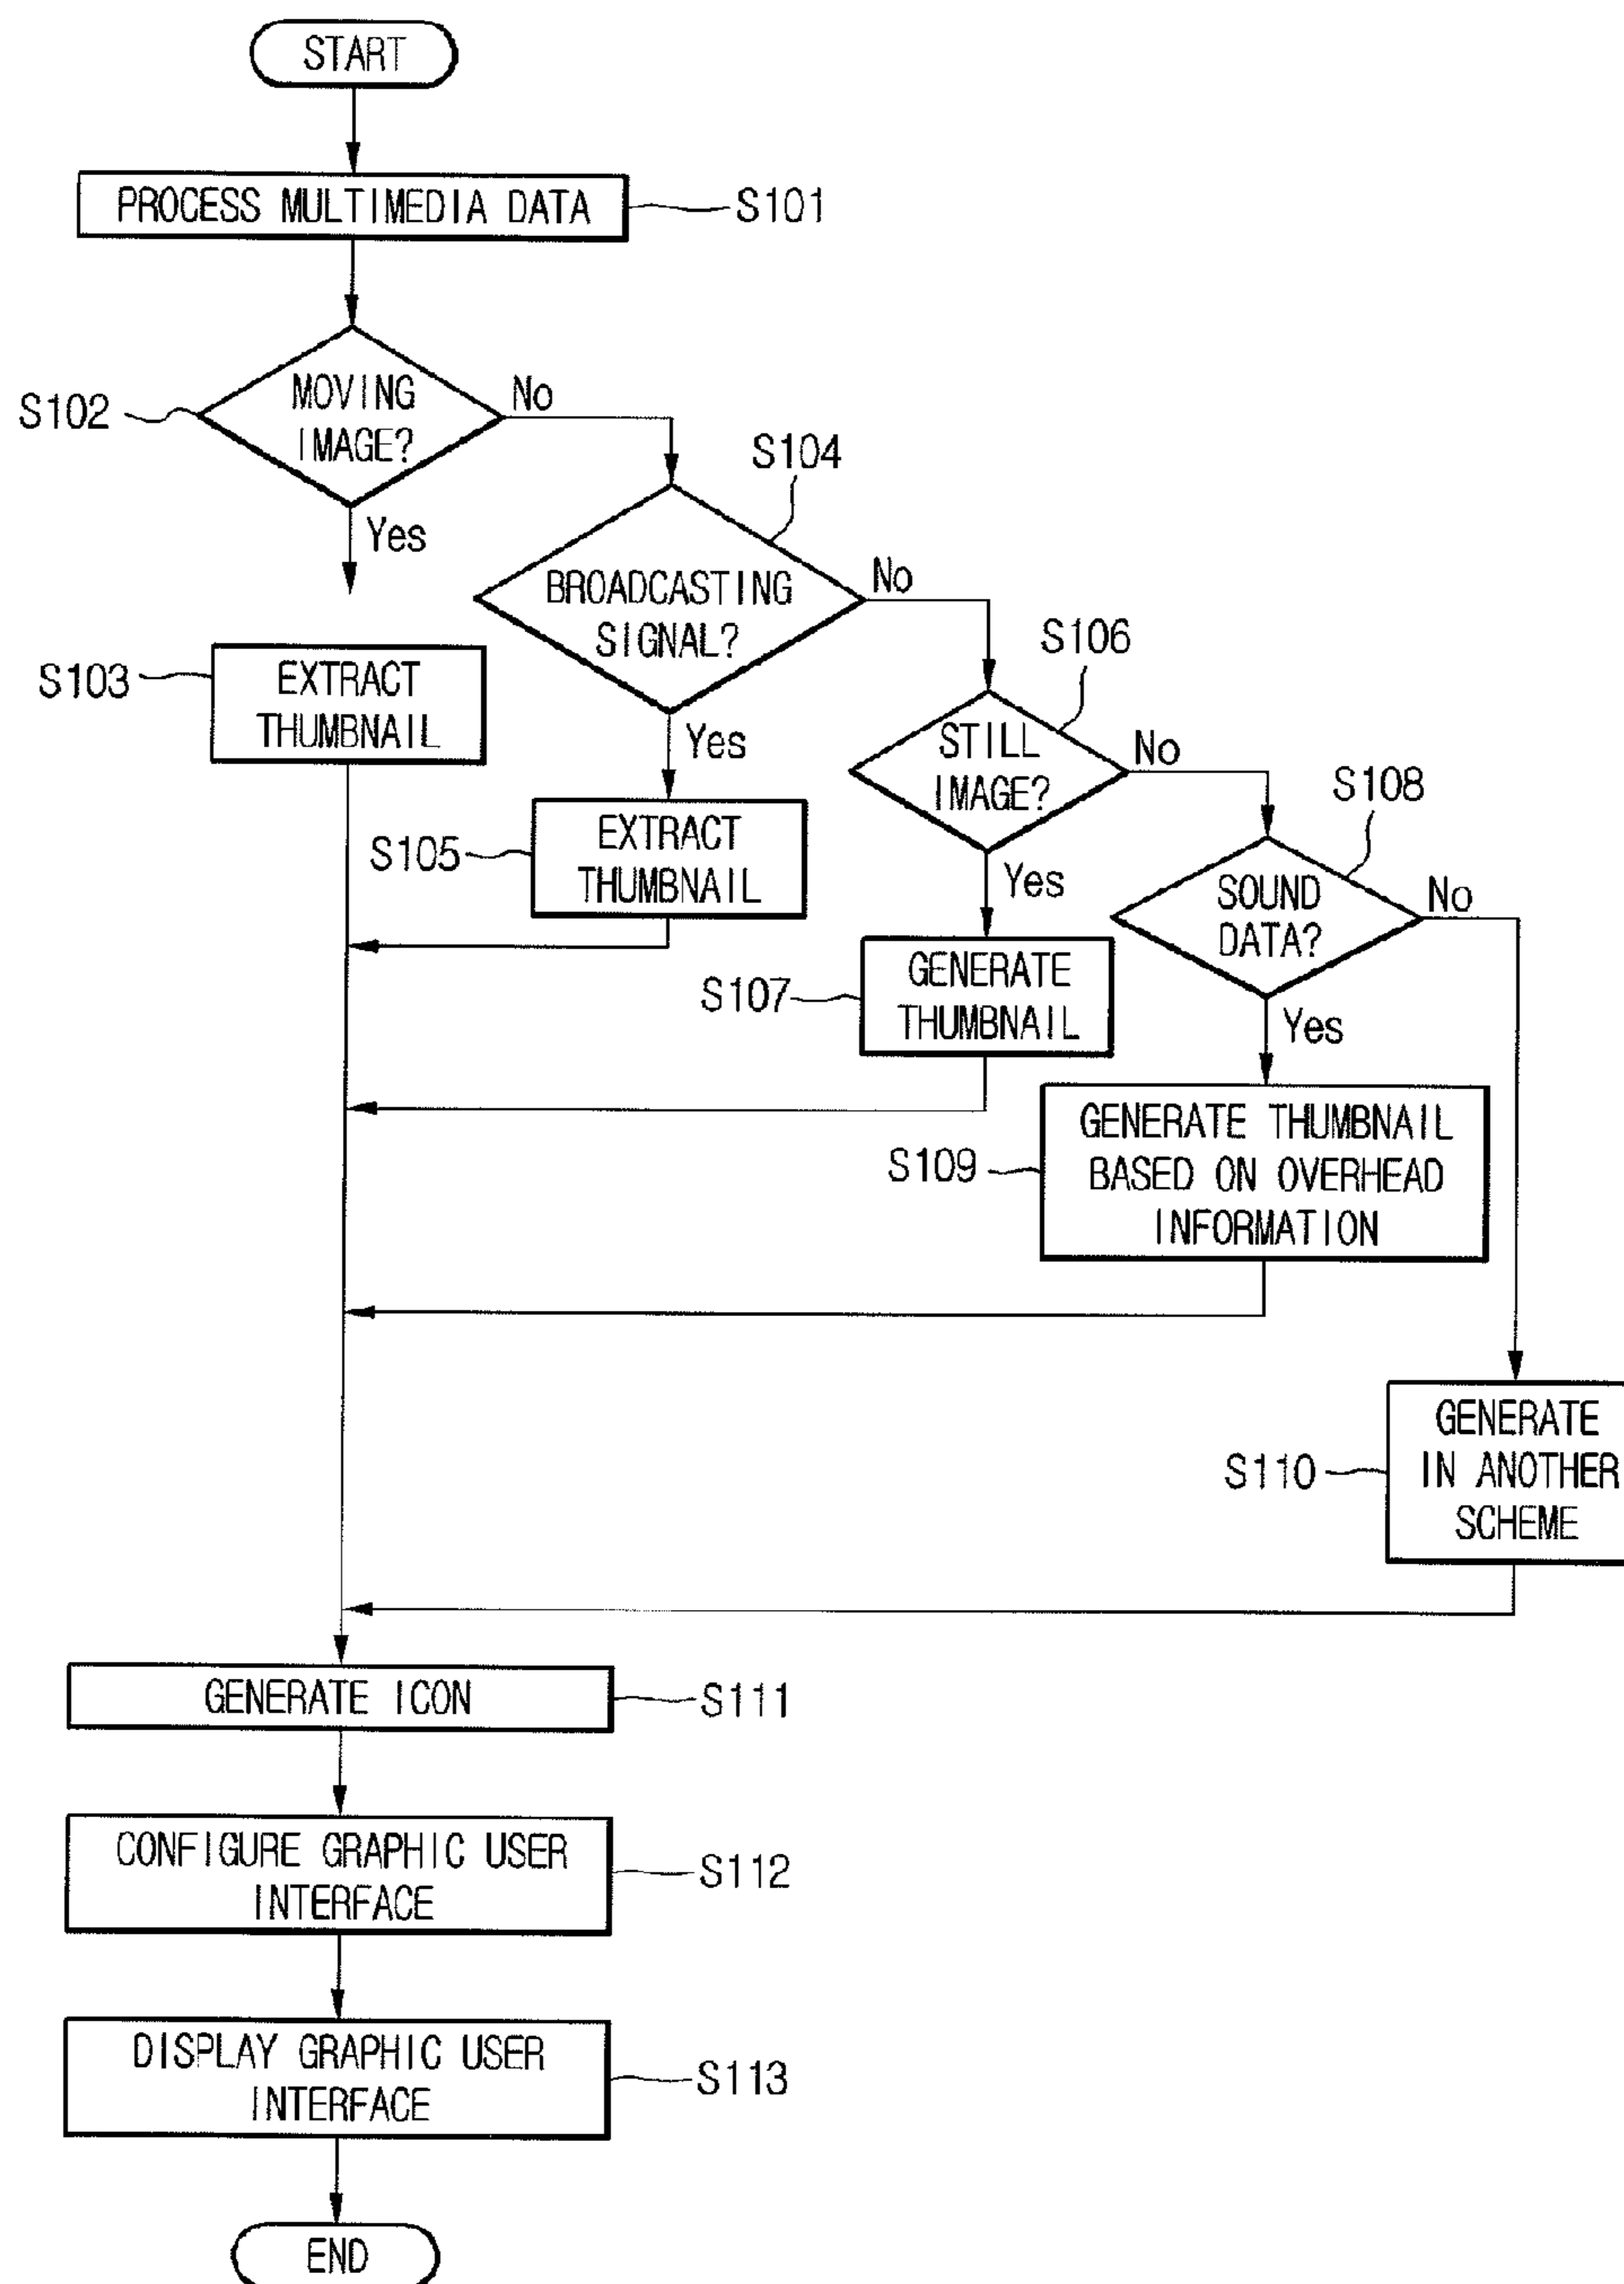 START
PROCESS MULTIMEDIA DATA
S101
MOVING
IMAGE?
S102
No
Yes
S104
BROADCASTING
SIGNAL?
No
Yes
S103
EXTRACT
THUMBNAIL
S106
STILL
IMAGE?
No
Yes
S105
EXTRACT
THUMBNAIL
S108
SOUND
DATA?
No
Yes
S107
GENERATE
THUMBNAIL
S109
GENERATE THUMBNAIL
BASED ON OVERHEAD
INFORMATION
S110
GENERATE
IN ANOTHER
SCHEME
GENERATE ICON
S111
CONFIGURE GRAPHIC USER
INTERFACE
S112
DISPLAY GRAPHIC USER
INTERFACE
S113
END